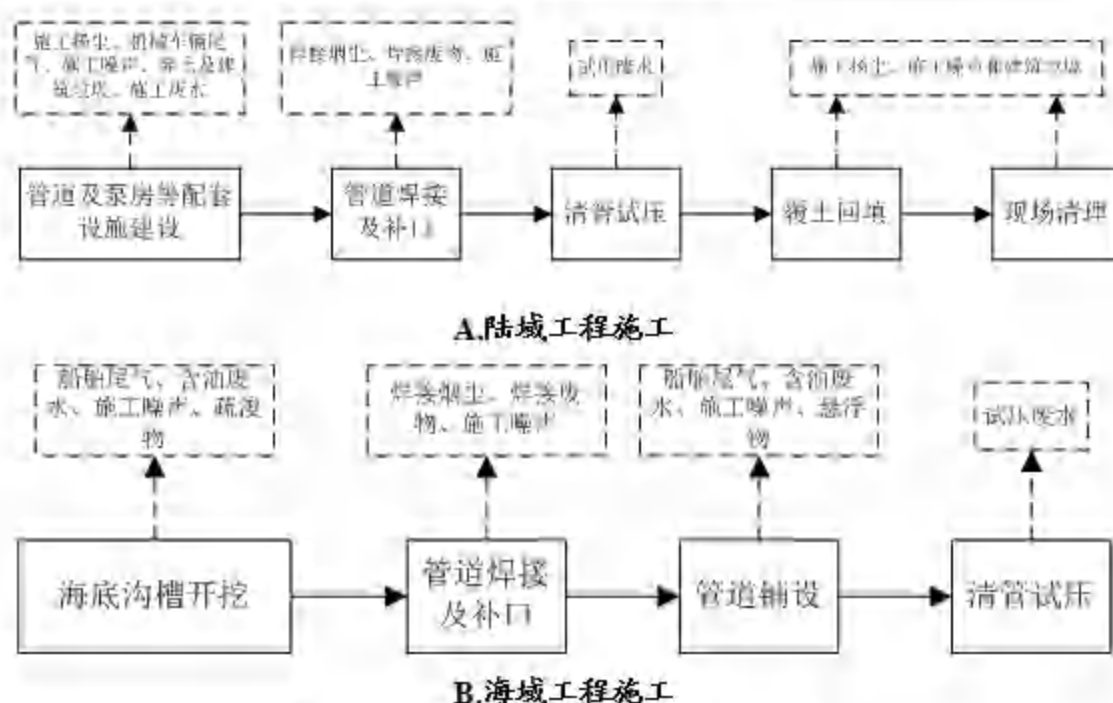 施工扬尘、机械车辆尾
气、施工噪声、弃土及建
筑垃圾、施工废水
焊接烟尘、焊接废物、施
工噪声
试压废水
施工扬尘、施工噪声和建筑垃圾
管道及泵房等配套
设施建设
管道焊接
及补口
清管试压
覆土回填
现场清理
A.陆域工程施工
船舶尾气、含油废
水、施工噪声、疏浚
物
焊接烟尘、焊接废
物、施工噪声
船舶尾气、含油废
水、施工噪声、悬浮
物
试压废水
海底沟槽开挖
管道焊接
及补口
管道铺设
清管试压
B.海域工程施工